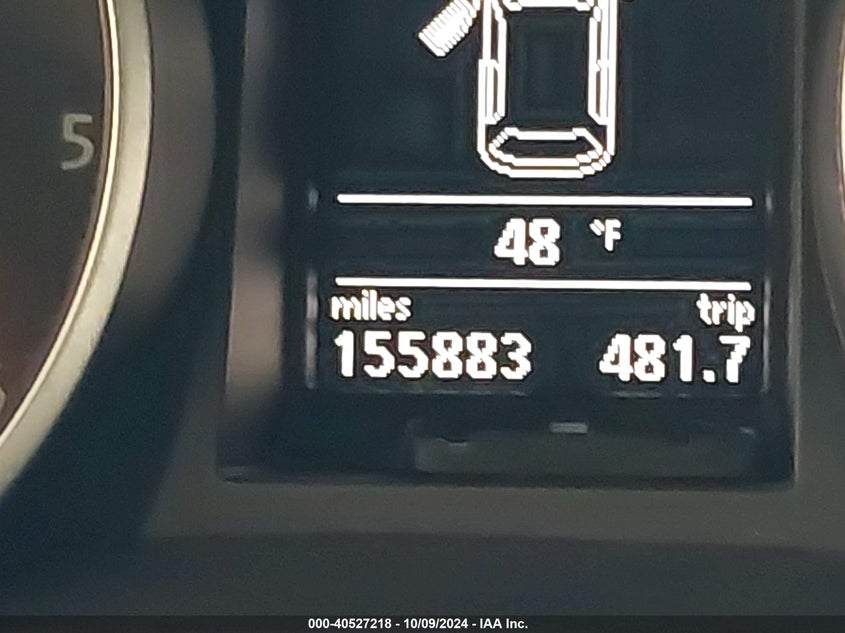 5
48 °F
miles trip
155883 481.7
000-40527218 - 10/09/2024 - IAA Inc.